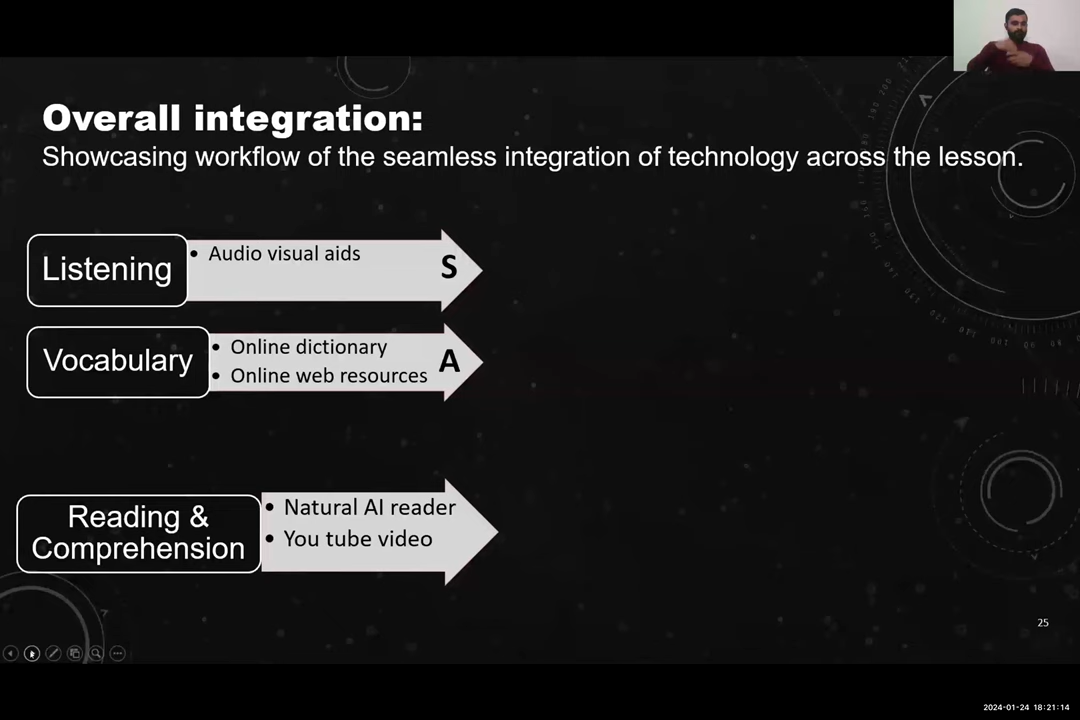 Overall integration:
Showcasing workflow of the seamless integration of technology across the lesson.
Listening
• Audio visual aids
S
Vocabulary
• Online dictionary
• Online web resources
A
Reading &
Comprehension
• Natural AI reader
• You tube video
25
2024-01-24 18:21:14